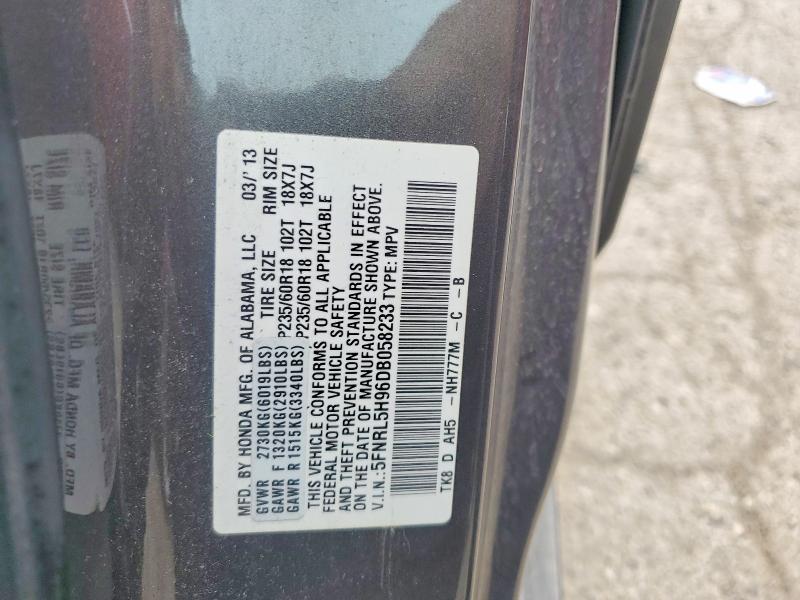 MFD. BY HONDA MFG. OF ALABAMA, LLC 03/'13
GVWR 2730KG(6019LBS) TIRE SIZE RIM SIZE
GAWR F 1320KG(2910LBS) P235/60R18 102T 18X7J
GAWR R 1515KG(3340LBS) P235/60R18 102T 18X7J
THIS VEHICLE CONFORMS TO ALL APPLICABLE
FEDERAL MOTOR VEHICLE SAFETY
AND THEFT PREVENTION STANDARDS IN EFFECT
ON THE DATE OF MANUFACTURE SHOWN ABOVE.
V.I.N.:5FNRL5H96DB058233 TYPE: MPV
TK8 D AH5 -NH777M -C -B